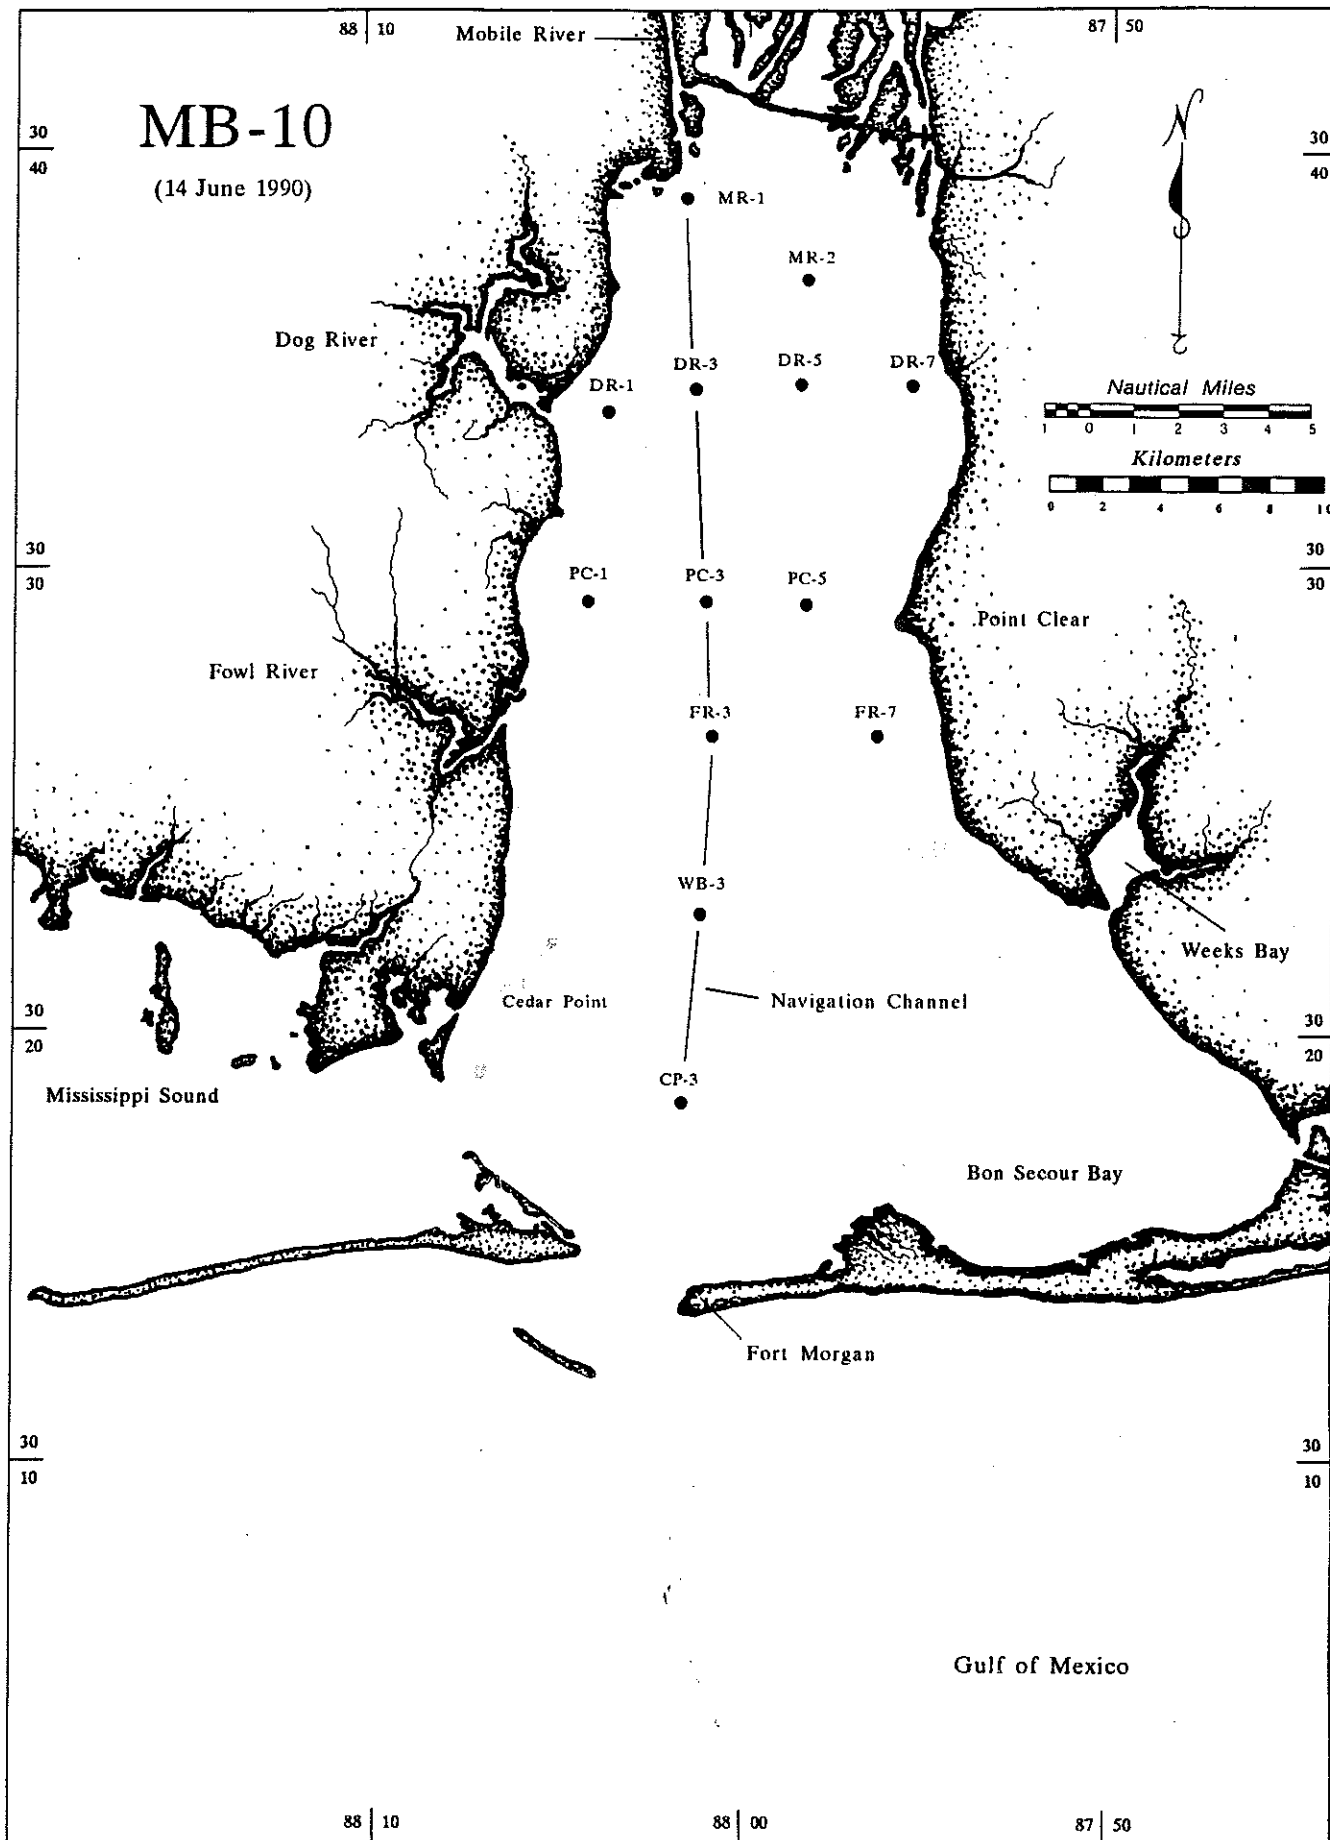 88 10
87 50
Mobile River
MB-10
(14 June 1990)
30
40
30
40
N
MR-1
MR-2
Dog River
DR-1
DR-3
DR-5
DR-7
Nautical Miles
1 0 1 2 3 4 5
Kilometers
0 2 4 6 8 10
30
30
30
30
PC-1
PC-3
PC-5
Point Clear
Fowl River
FR-3
FR-7
WB-3
Weeks Bay
Cedar Point
Navigation Channel
30
20
30
20
CP-3
Mississippi Sound
Bon Secour Bay
Fort Morgan
30
10
30
10
Gulf of Mexico
88 10
88 00
87 50